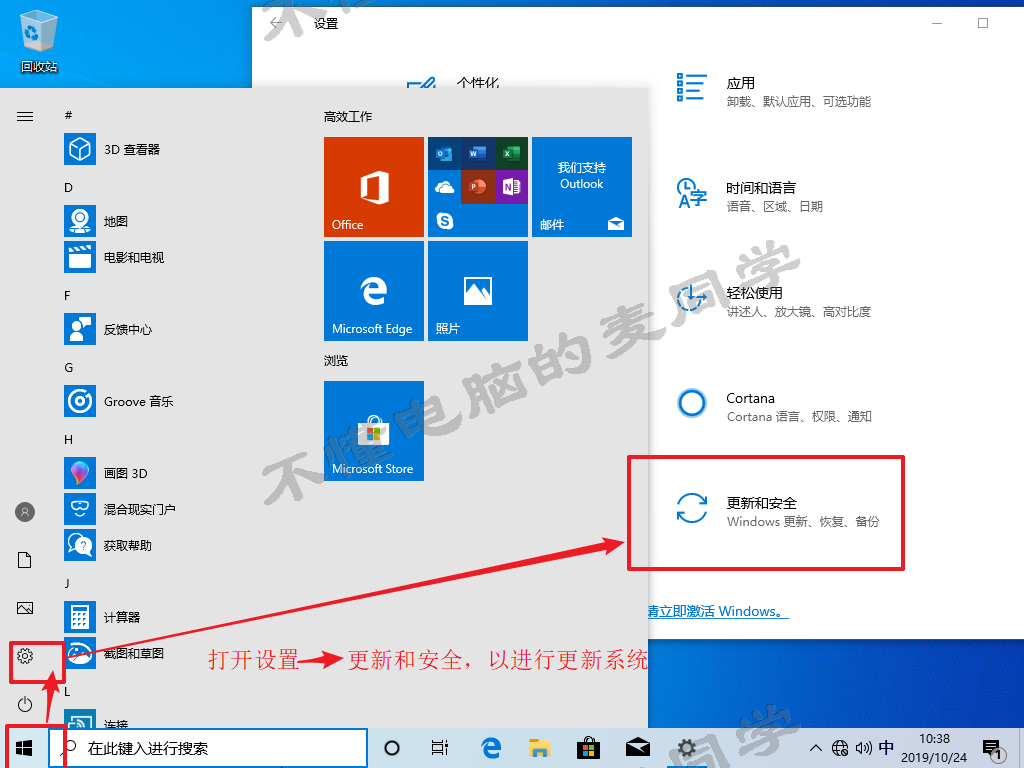 回收站
设置
个性化
应用
卸载、默认应用、可选功能
时间和语言
语音、区域、日期
轻松使用
讲述人、放大镜、高对比度
Cortana
Cortana 语言、权限、通知
更新和安全
Windows 更新、恢复、备份
请立即激活 Windows。
#
3D 查看器
D
地图
电影和电视
F
反馈中心
G
Groove 音乐
H
画图 3D
混合现实门户
获取帮助
J
计算器
截图和草图
L
连接
高效工作
Office
我们支持
Outlook
邮件
Microsoft Edge
照片
浏览
Microsoft Store
打开设置
更新和安全，以进行更新系统
不懂电脑的麦同学
不懂
同学
在此键入进行搜索
中
10:38
2019/10/24
1